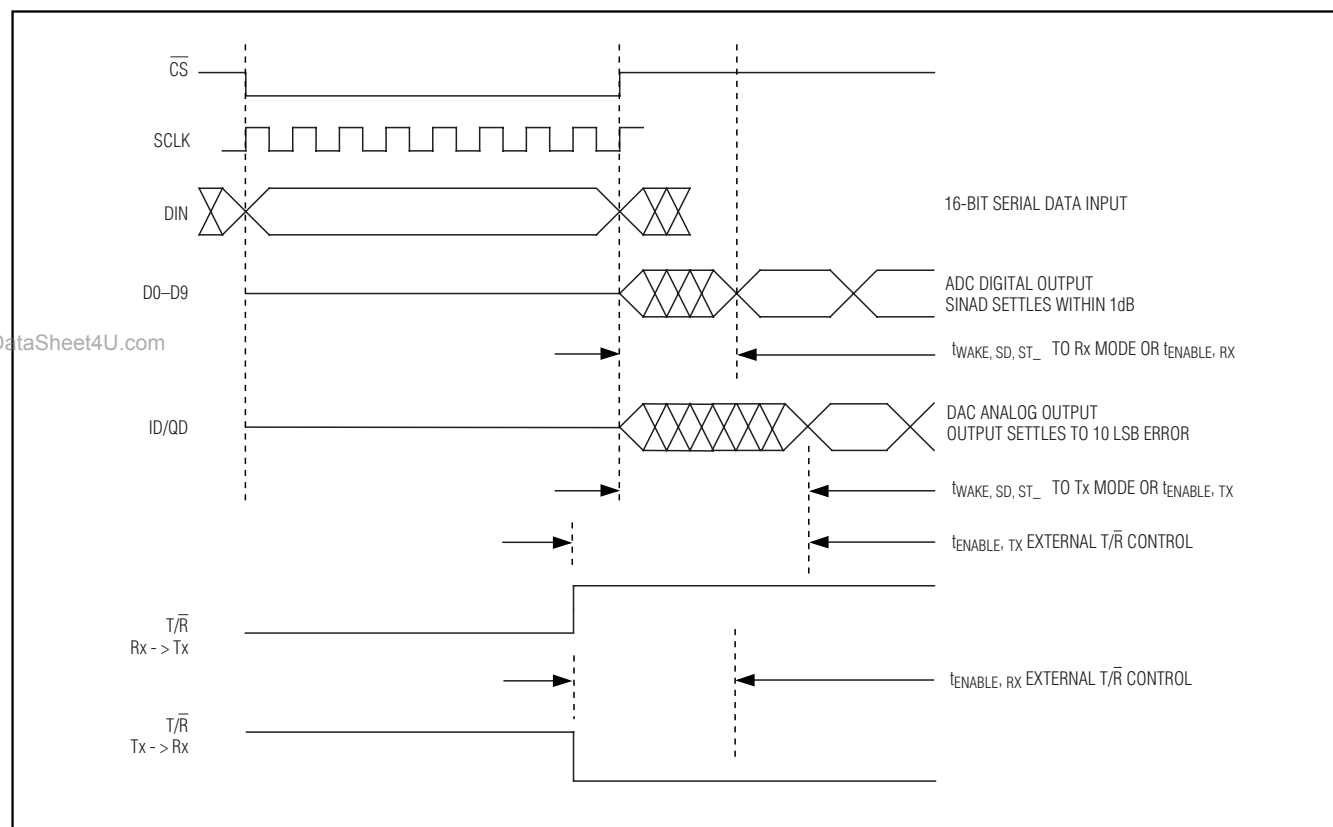 CS
SCLK
DIN
16-BIT SERIAL DATA INPUT
D0–D9
ADC DIGITAL OUTPUT
SINAD SETTLES WITHIN 1dB
DataSheet4U.com
tWAKE, SD, ST_ TO Rx MODE OR tENABLE, RX
ID/QD
DAC ANALOG OUTPUT
OUTPUT SETTLES TO 10 LSB ERROR
tWAKE, SD, ST_ TO Tx MODE OR tENABLE, TX
tENABLE, TX EXTERNAL T/R̅ CONTROL
T/R̅
Rx - > Tx
tENABLE, RX EXTERNAL T/R̅ CONTROL
T/R̅
Tx - > Rx